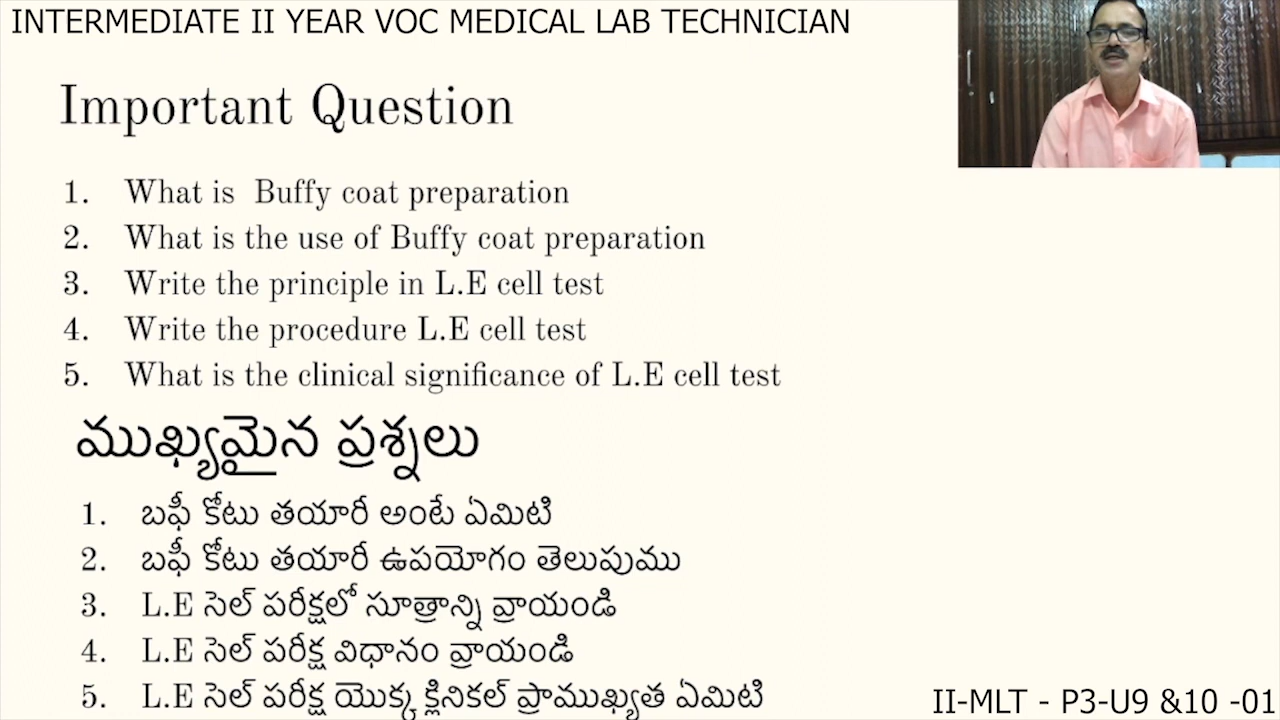 INTERMEDIATE II YEAR VOC MEDICAL LAB TECHNICIAN
Important Question
1. What is Buffy coat preparation
2. What is the use of Buffy coat preparation
3. Write the principle in L.E cell test
4. Write the procedure L.E cell test
5. What is the clinical significance of L.E cell test
ముఖ్యమైన ప్రశ్నలు
1. బఫీ కోటు తయారీ అంటే ఏమిటి
2. బఫీ కోటు తయారీ ఉపయోగం తెలుపుము
3. L.E సెల్ పరీక్షలో సూత్రాన్ని వ్రాయండి
4. L.E సెల్ పరీక్ష విధానం వ్రాయండి
5. L.E సెల్ పరీక్ష యొక్క క్లినికల్ ప్రాముఖ్యత ఏమిటి
II-MLT - P3-U9 &10 -01